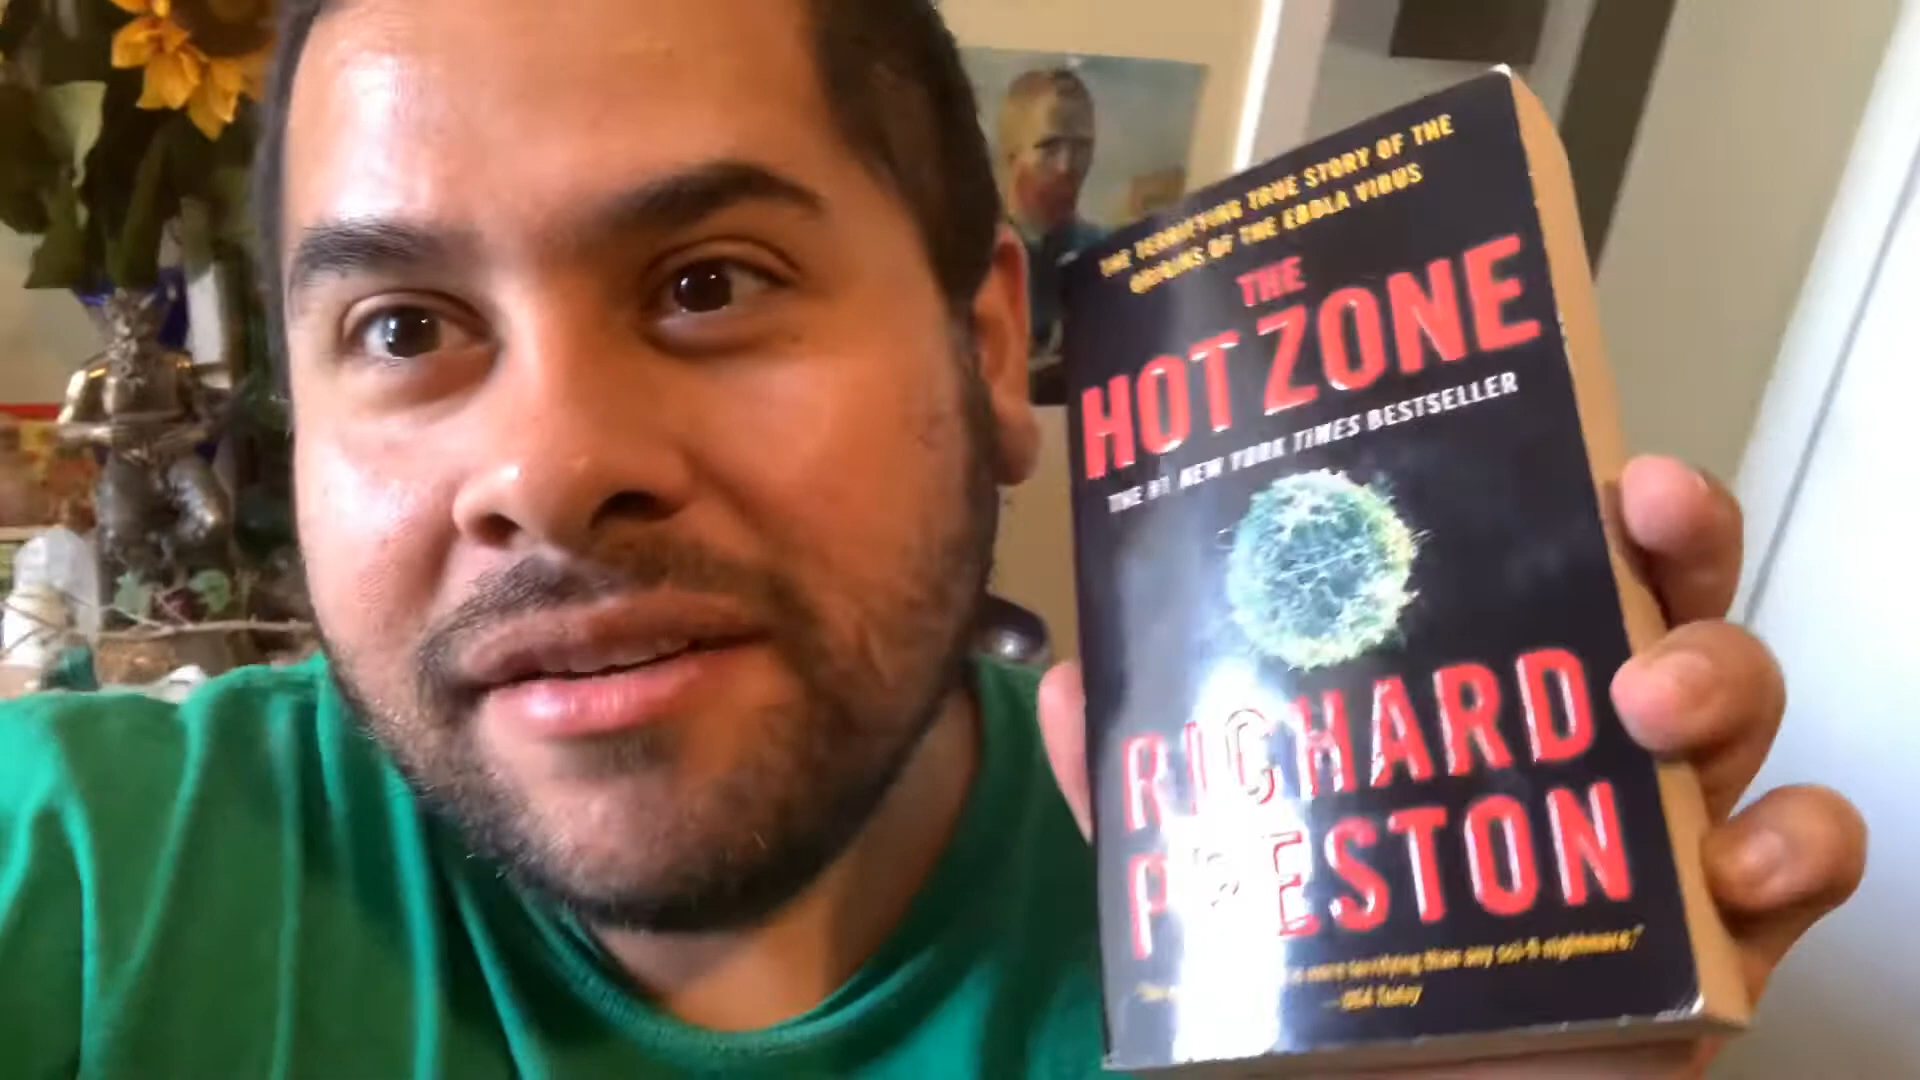 THE TERRIFYING TRUE STORY OF THE
ORIGINS OF THE EBOLA VIRUS
THE
HOT ZONE
THE #1 NEW YORK TIMES BESTSELLER
RICHARD
PRESTON
more terrifying than any sci-fi nightmare."
—USA Today